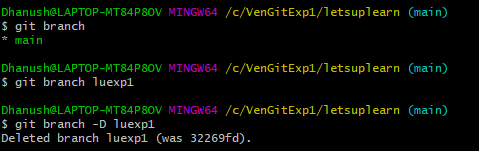 Dhanush@LAPTOP-MT84P8OV MINGW64 /c/VenGitExp1/letsuplearn (main)
$ git branch
* main
Dhanush@LAPTOP-MT84P8OV MINGW64 /c/VenGitExp1/letsuplearn (main)
$ git branch luexp1
Dhanush@LAPTOP-MT84P8OV MINGW64 /c/VenGitExp1/letsuplearn (main)
$ git branch -D luexp1
Deleted branch luexp1 (was 32269fd).